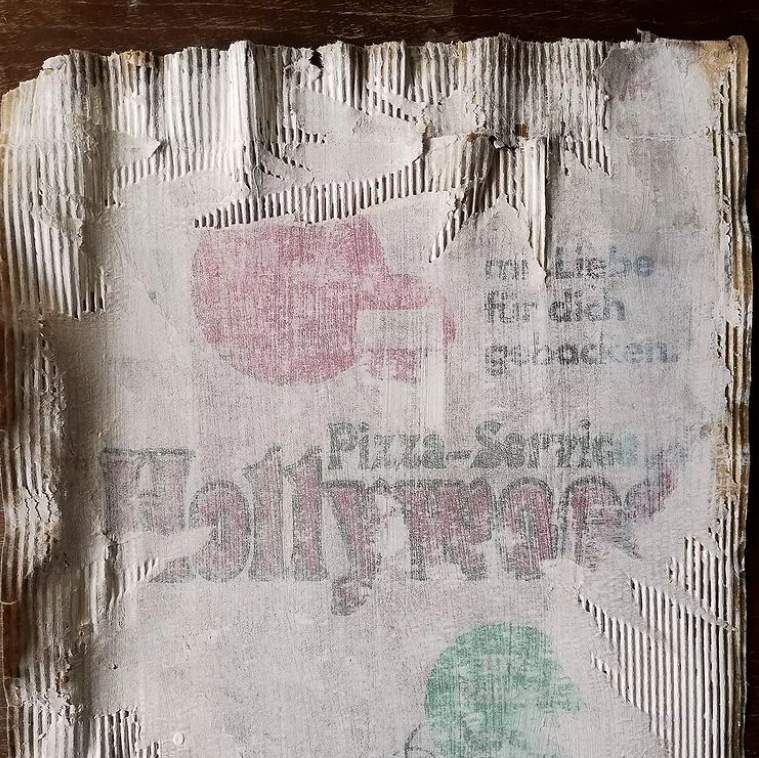 mit Liebe
für dich
gebacken.
Pizza-Service
Hollywood